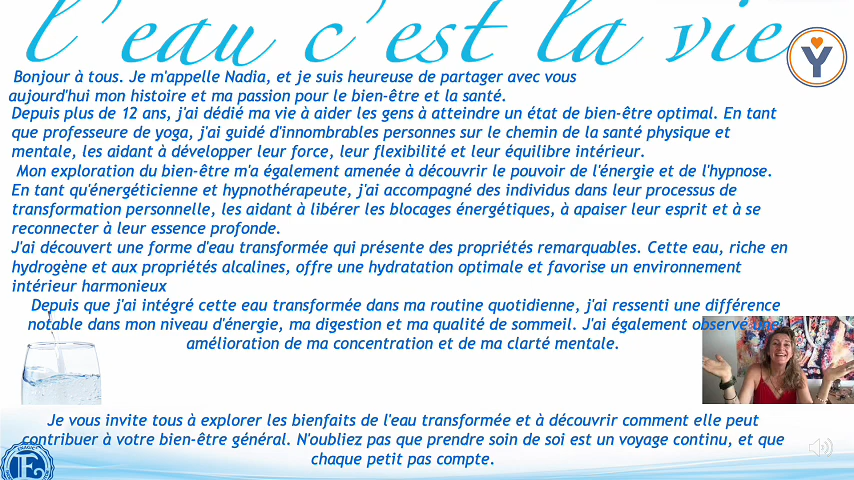 l'eau c'est la vie
Y
Bonjour à tous. Je m'appelle Nadia, et je suis heureuse de partager avec vous
aujourd'hui mon histoire et ma passion pour le bien-être et la santé.
Depuis plus de 12 ans, j'ai dédié ma vie à aider les gens à atteindre un état de bien-être optimal. En tant
que professeure de yoga, j'ai guidé d'innombrables personnes sur le chemin de la santé physique et
mentale, les aidant à développer leur force, leur flexibilité et leur équilibre intérieur.
Mon exploration du bien-être m'a également amenée à découvrir le pouvoir de l'énergie et de l'hypnose.
En tant qu'énergéticienne et hypnothérapeute, j'ai accompagné des individus dans leur processus de
transformation personnelle, les aidant à libérer les blocages énergétiques, à apaiser leur esprit et à se
reconnecter à leur essence profonde.
J'ai découvert une forme d'eau transformée qui présente des propriétés remarquables. Cette eau, riche en
hydrogène et aux propriétés alcalines, offre une hydratation optimale et favorise un environnement
intérieur harmonieux
Depuis que j'ai intégré cette eau transformée dans ma routine quotidienne, j'ai ressenti une différence
notable dans mon niveau d'énergie, ma digestion et ma qualité de sommeil. J'ai également observé une
amélioration de ma concentration et de ma clarté mentale.
Je vous invite tous à explorer les bienfaits de l'eau transformée et à découvrir comment elle peut
contribuer à votre bien-être général. N'oubliez pas que prendre soin de soi est un voyage continu, et que
chaque petit pas compte.
E